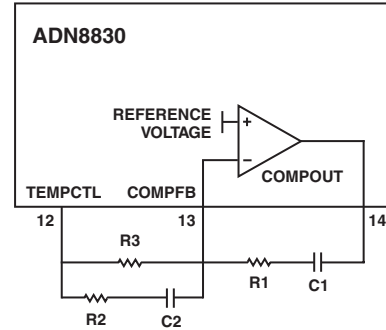 ADN8830
REFERENCE
VOLTAGE
+
−
COMPOUT
TEMPCTL COMPFB
12 13 14
R3
R1 C1
R2 C2